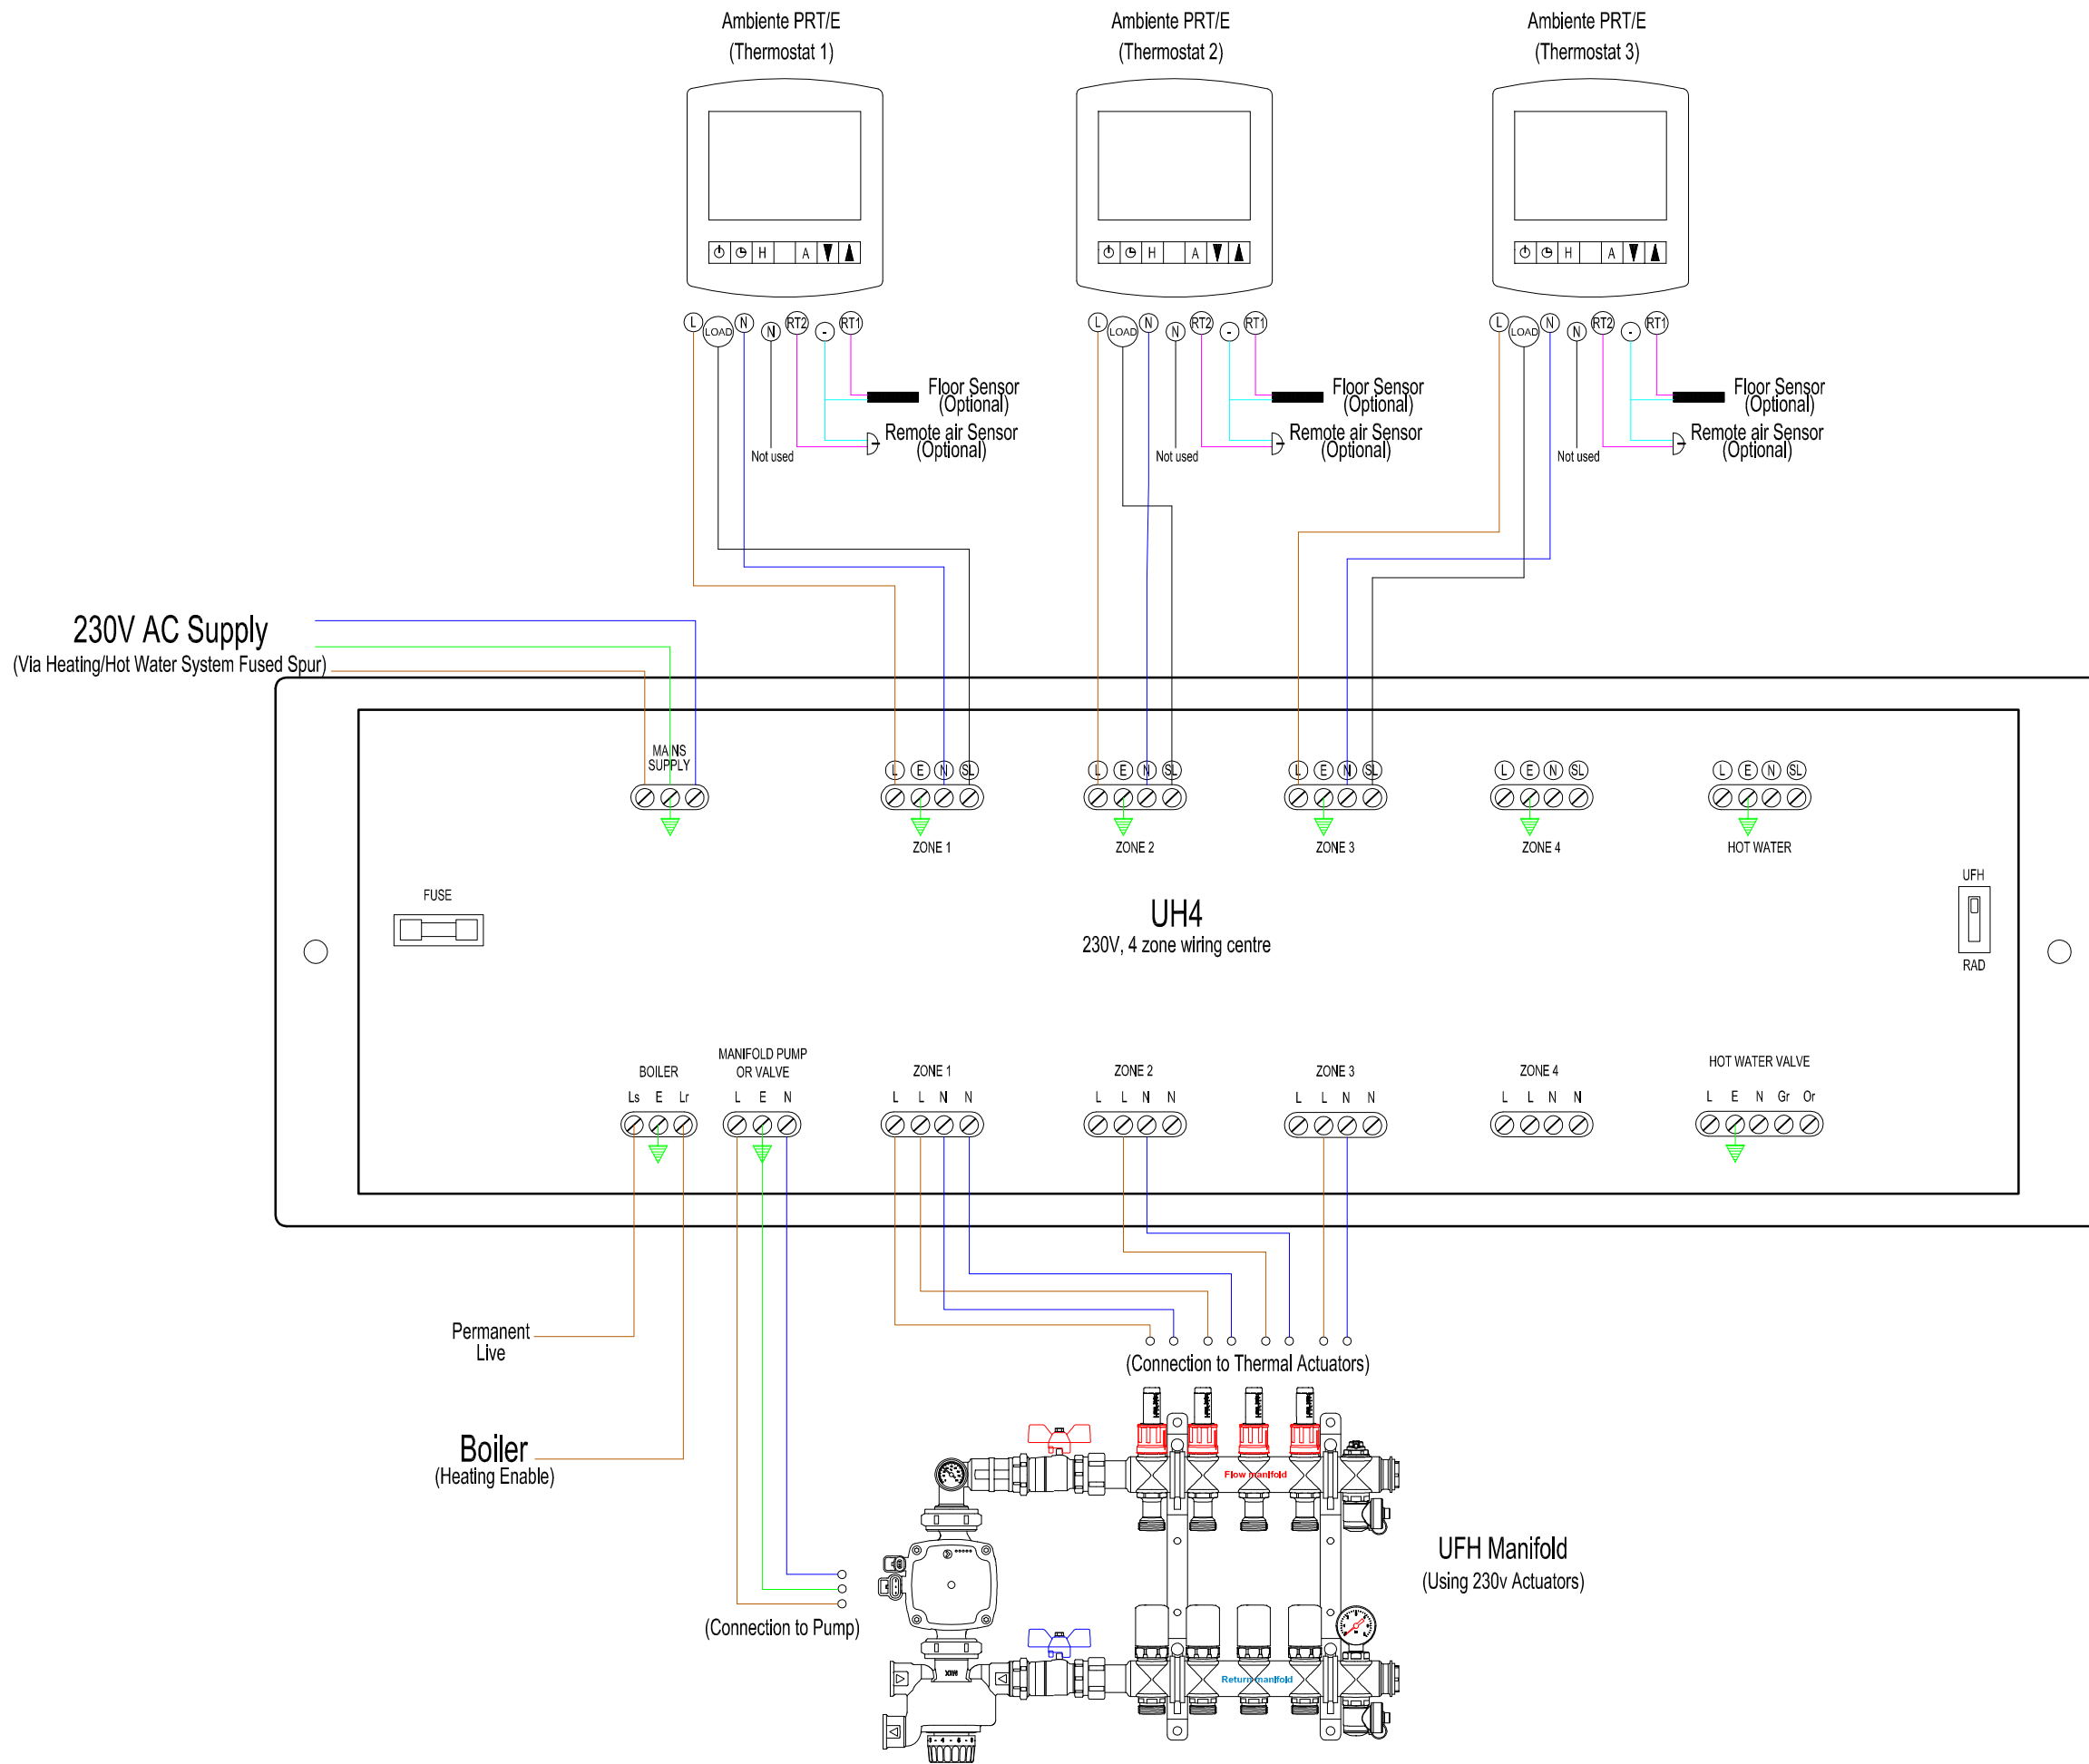 Ambiente PRT/E
(Thermostat 1)
Ambiente PRT/E
(Thermostat 2)
Ambiente PRT/E
(Thermostat 3)
H A
H A
H A
L LOAD N N RT2 - RT1
L LOAD N N RT2 - RT1
L LOAD N N RT2 - RT1
Floor Sensor
(Optional)
Remote air Sensor
(Optional)
Not used
Floor Sensor
(Optional)
Remote air Sensor
(Optional)
Not used
Floor Sensor
(Optional)
Remote air Sensor
(Optional)
Not used
230V AC Supply
(Via Heating/Hot Water System Fused Spur)
MAINS
SUPPLY
L E N SL
ZONE 1
L E N SL
ZONE 2
L E N SL
ZONE 3
L E N SL
ZONE 4
L E N SL
HOT WATER
FUSE
UH4
230V, 4 zone wiring centre
UFH
RAD
BOILER
Ls E Lr
MANIFOLD PUMP
OR VALVE
L E N
ZONE 1
L L N N
ZONE 2
L L N N
ZONE 3
L L N N
ZONE 4
L L N N
HOT WATER VALVE
L E N Gr Or
Permanent
Live
(Connection to Thermal Actuators)
Boiler
(Heating Enable)
Flow manifold
UFH Manifold
(Using 230v Actuators)
(Connection to Pump)
MIX
Return manifold